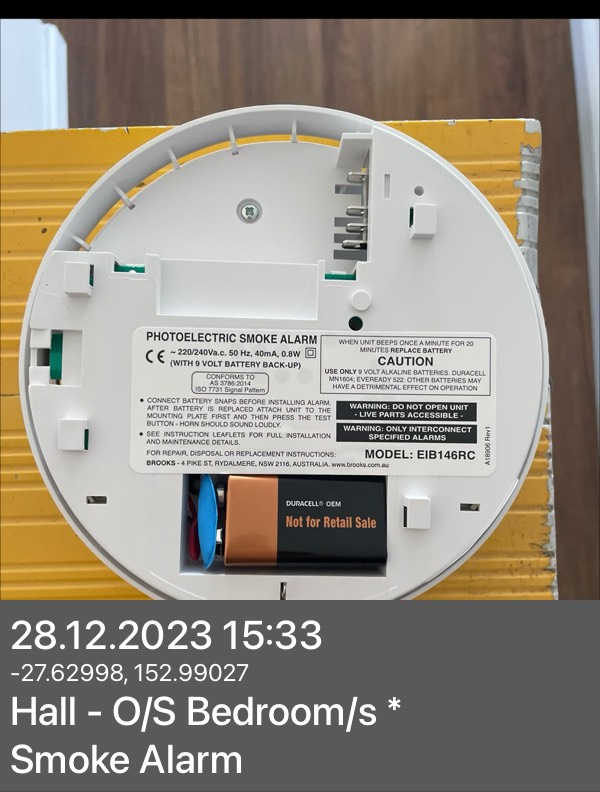 PHOTOELECTRIC SMOKE ALARM
CE ~ 220/240Va.c. 50 Hz, 40mA, 0.8W
(WITH 9 VOLT BATTERY BACK-UP)
CONFORMS TO
AS 3786:2014
ISO 7731 Signal Pattern
WHEN UNIT BEEPS ONCE A MINUTE FOR 20
MINUTES REPLACE BATTERY
CAUTION
USE ONLY 9 VOLT ALKALINE BATTERIES. DURACELL
MN1604; EVEREADY 522. OTHER BATTERIES MAY
HAVE A DETRIMENTAL EFFECT ON OPERATION
• CONNECT BATTERY SNAPS BEFORE INSTALLING ALARM.
AFTER BATTERY IS REPLACED ATTACH UNIT TO THE
MOUNTING PLATE FIRST AND THEN PRESS THE TEST
BUTTON - HORN SHOULD SOUND LOUDLY.
• SEE INSTRUCTION LEAFLETS FOR FULL INSTALLATION
AND MAINTENANCE DETAILS.
WARNING: DO NOT OPEN UNIT
- LIVE PARTS ACCESSIBLE -
WARNING: ONLY INTERCONNECT
SPECIFIED ALARMS
FOR REPAIR, DISPOSAL OR REPLACEMENT INSTRUCTIONS:
BROOKS - 4 PIKE ST, RYDALMERE, NSW 2116, AUSTRALIA. www.brooks.com.au
MODEL: EIB146RC
A18906 Rev1
DURACELL® OEM
Not for Retail Sale
28.12.2023 15:33
-27.62998, 152.99027
Hall - O/S Bedroom/s *
Smoke Alarm